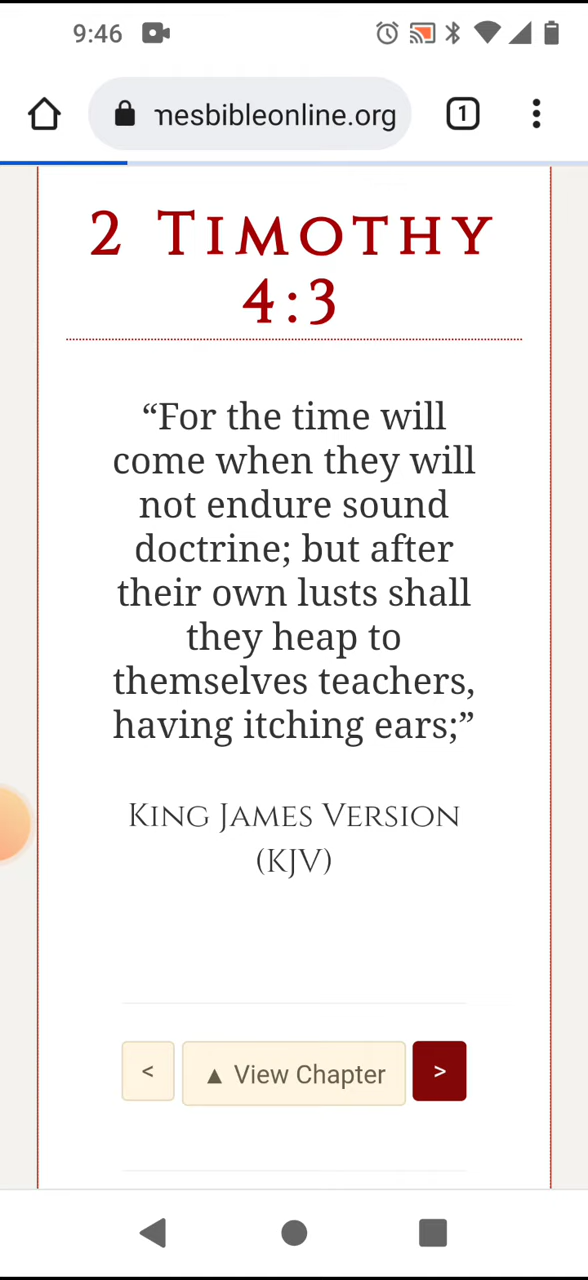 9:46
nesbibleonline.org
1
2 Timothy
4:3
“For the time will
come when they will
not endure sound
doctrine; but after
their own lusts shall
they heap to
themselves teachers,
having itching ears;”
King James Version
(KJV)
< ▲ View Chapter >